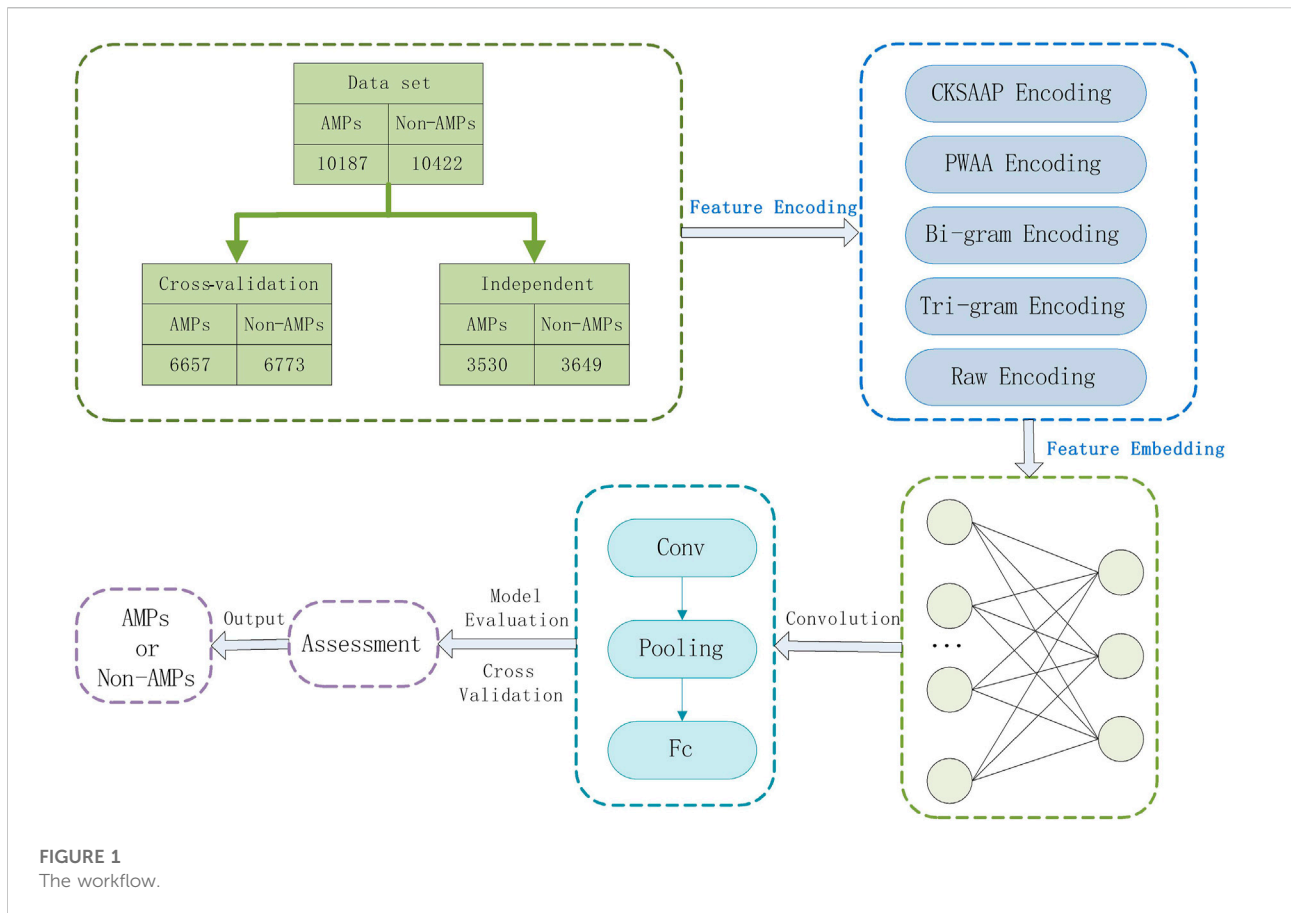 Data set
AMPs Non-AMPs
10187 10422
Cross-validation
AMPs Non-AMPs
6657 6773
Independent
AMPs Non-AMPs
3530 3649
Feature Encoding
CKSAAP Encoding
PWAA Encoding
Bi-gram Encoding
Tri-gram Encoding
Raw Encoding
Feature Embedding
...
Convolution
Conv
Pooling
Fc
Model
Evaluation
Cross
Validation
Assessment
Output
AMPs
or
Non-AMPs
FIGURE 1
The workflow.